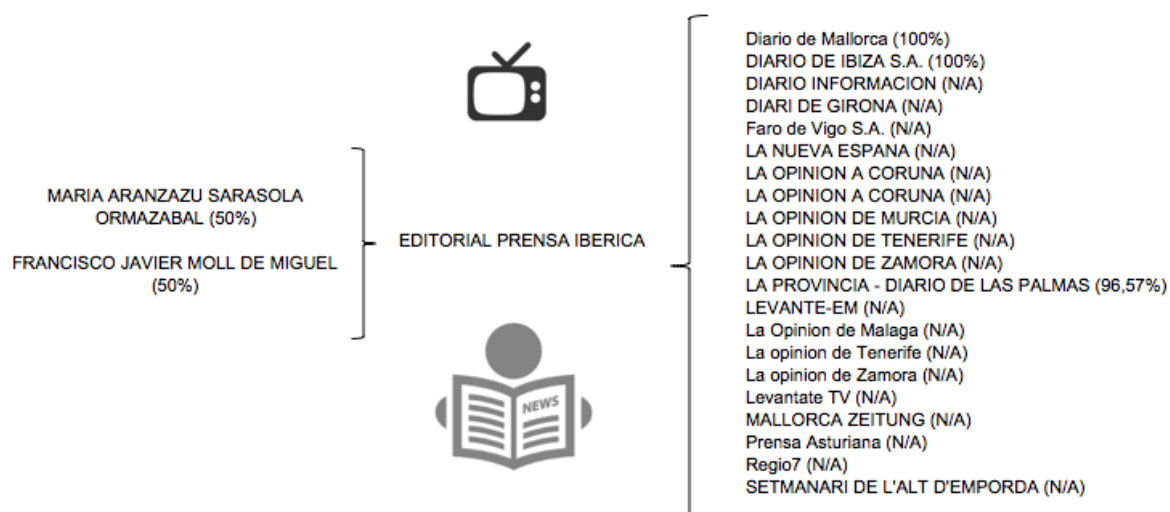 MARIA ARANZAZU SARASOLA
ORMAZABAL (50%)
FRANCISCO JAVIER MOLL DE MIGUEL
(50%)
EDITORIAL PRENSA IBERICA
NEWS
Diario de Mallorca (100%)
DIARIO DE IBIZA S.A. (100%)
DIARIO INFORMACION (N/A)
DIARI DE GIRONA (N/A)
Faro de Vigo S.A. (N/A)
LA NUEVA ESPANA (N/A)
LA OPINION A CORUNA (N/A)
LA OPINION A CORUNA (N/A)
LA OPINION DE MURCIA (N/A)
LA OPINION DE TENERIFE (N/A)
LA OPINION DE ZAMORA (N/A)
LA PROVINCIA - DIARIO DE LAS PALMAS (96,57%)
LEVANTE-EM (N/A)
La Opinion de Malaga (N/A)
La opinion de Tenerife (N/A)
La opinion de Zamora (N/A)
Levantate TV (N/A)
MALLORCA ZEITUNG (N/A)
Prensa Asturiana (N/A)
Regio7 (N/A)
SETMANARI DE L'ALT D'EMPORDA (N/A)